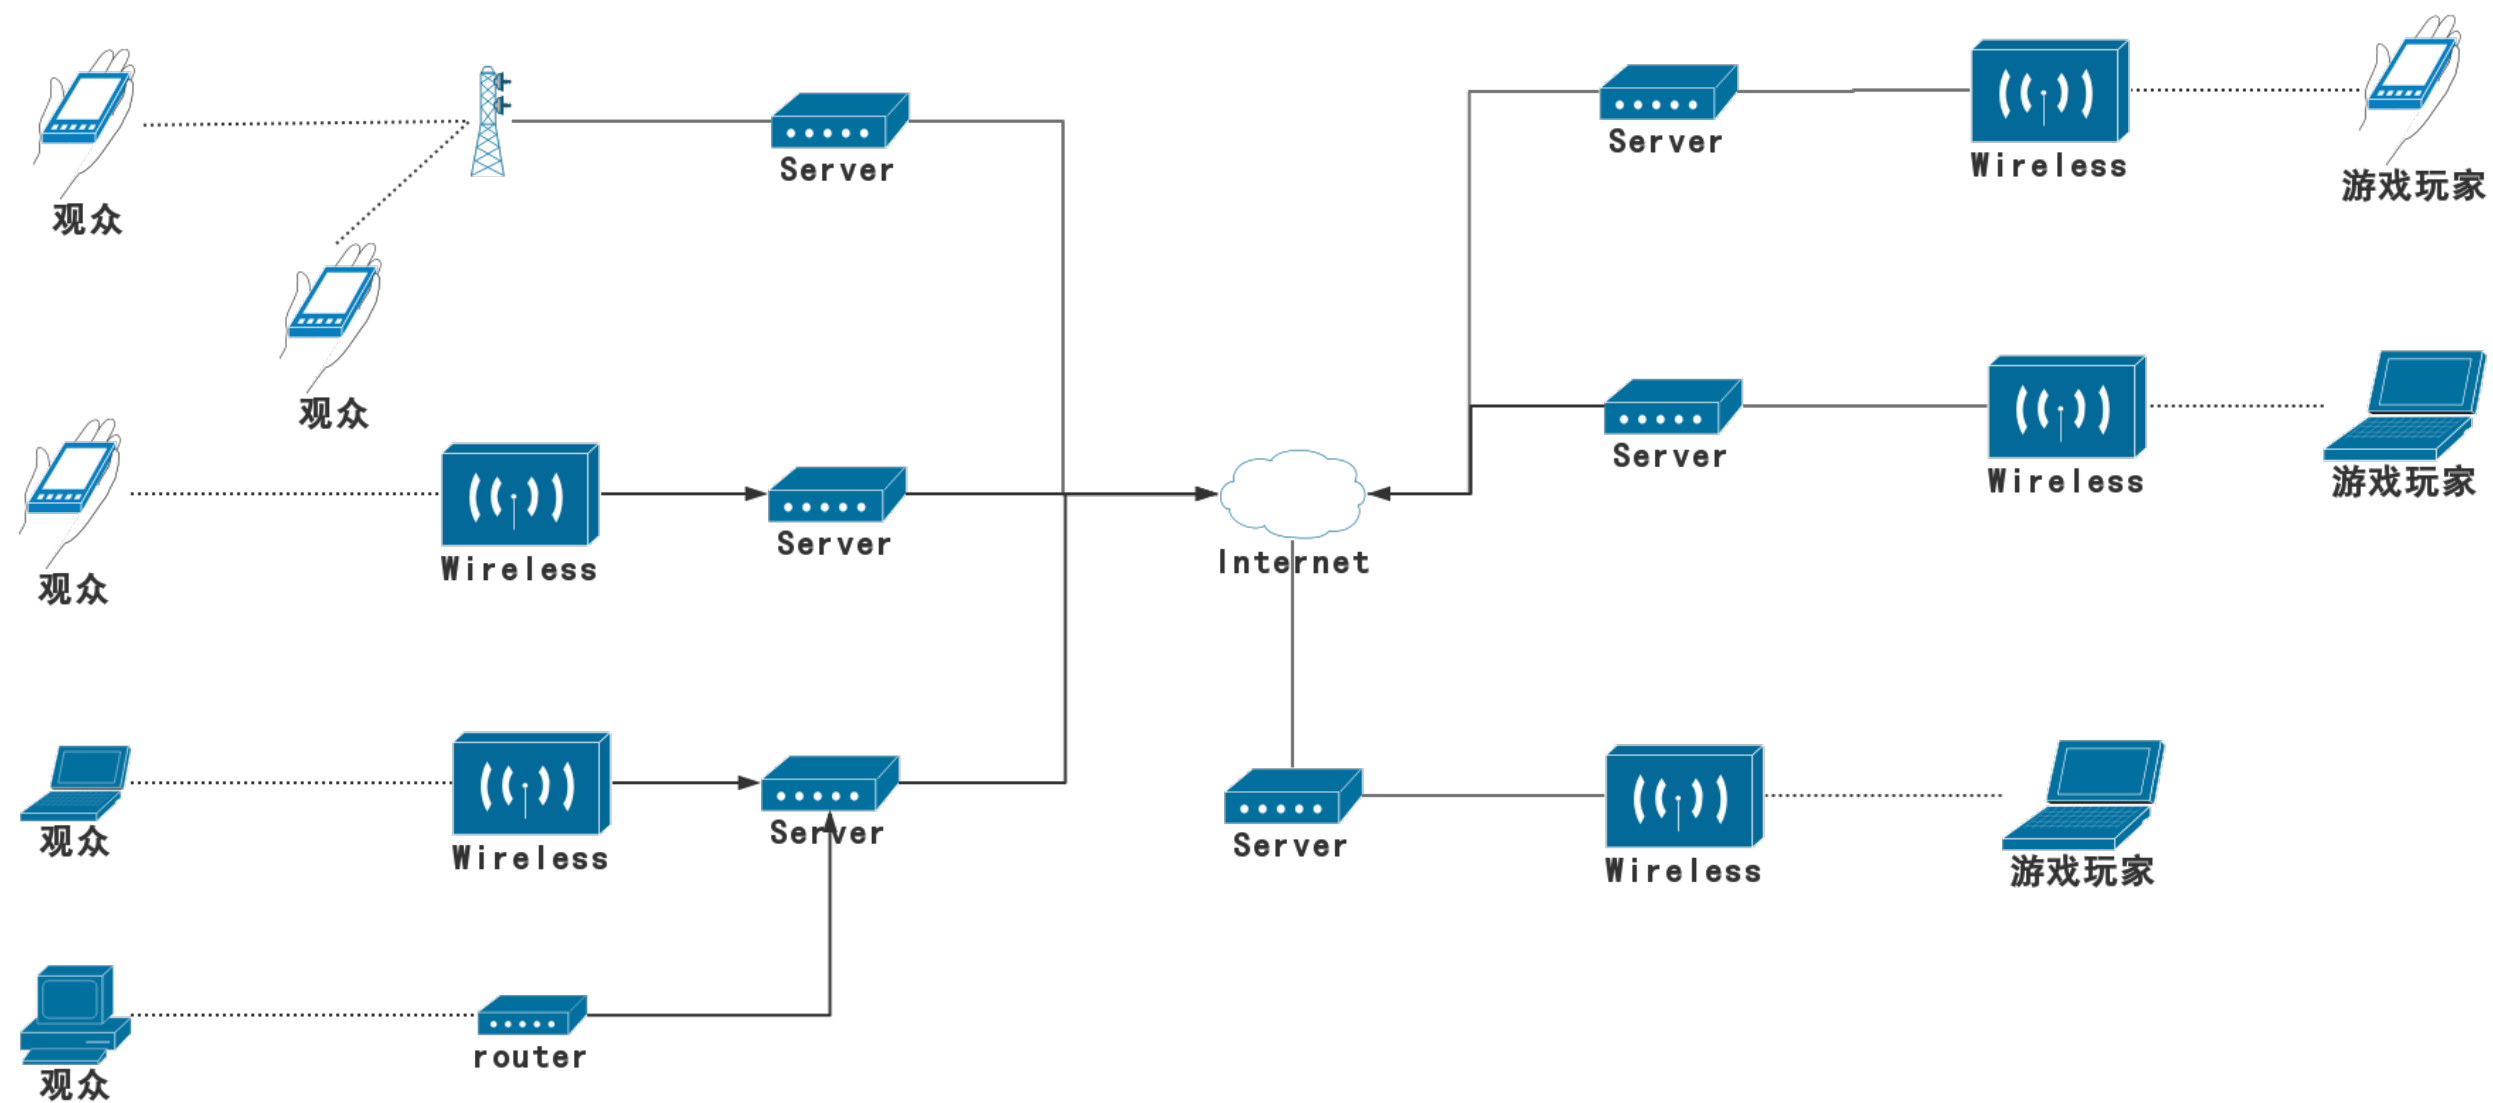 Server
Wireless
游戏玩家
Server
观众
观众
Server
Wireless
游戏玩家
Server
Wireless
Internet
观众
Server
Wireless
观众
Server
Wireless
游戏玩家
router
观众